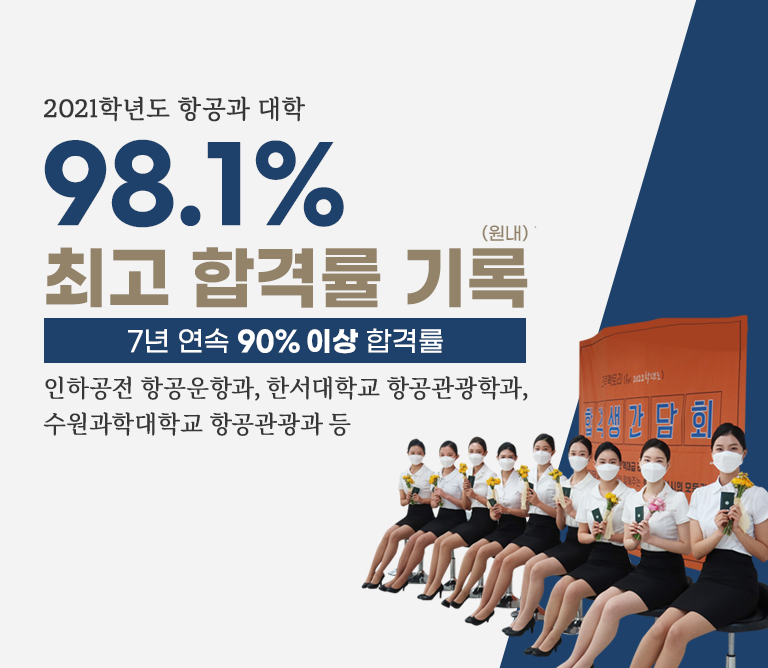 2021학년도 항공과 대학
98.1%
(원내)
최고 합격률 기록
7년 연속 90% 이상 합격률
인하공전 항공운항과, 한서대학교 항공관광학과,
수원과학대학교 항공관광과 등
합격생간담회